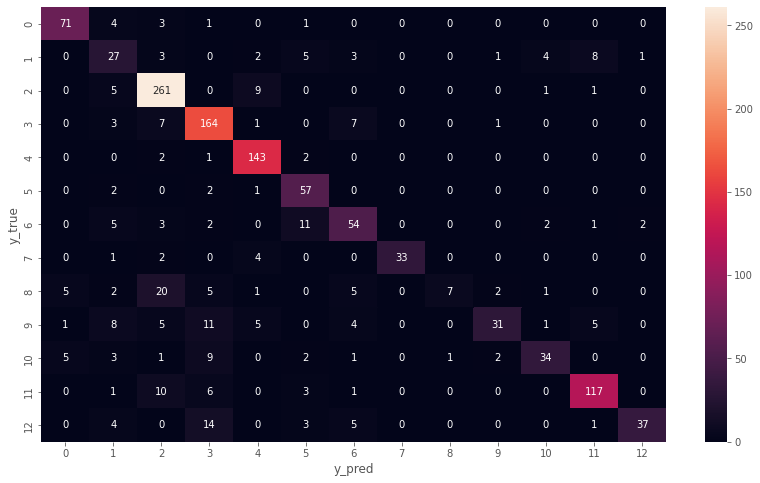 71 4 3 1 0 1 0 0 0 0 0 0 0
0 27 3 0 2 5 3 0 0 1 4 8 1
0 5 261 0 9 0 0 0 0 0 1 1 0
0 3 7 164 1 0 7 0 0 1 0 0 0
0 0 2 1 143 2 0 0 0 0 0 0 0
0 2 0 2 1 57 0 0 0 0 0 0 0
0 5 3 2 0 11 54 0 0 0 2 1 2
0 1 2 0 4 0 0 33 0 0 0 0 0
5 2 20 5 1 0 5 0 7 2 1 0 0
1 8 5 11 5 0 4 0 0 31 1 5 0
5 3 1 9 0 2 1 0 1 2 34 0 0
0 1 10 6 0 3 1 0 0 0 0 117 0
0 4 0 14 0 3 5 0 0 0 0 1 37
0 1 2 3 4 5 6 7 8 9 10 11 12
y_pred
0
1
2
3
4
5
6
7
8
9
10
11
12
y_true
250
200
150
100
50
0